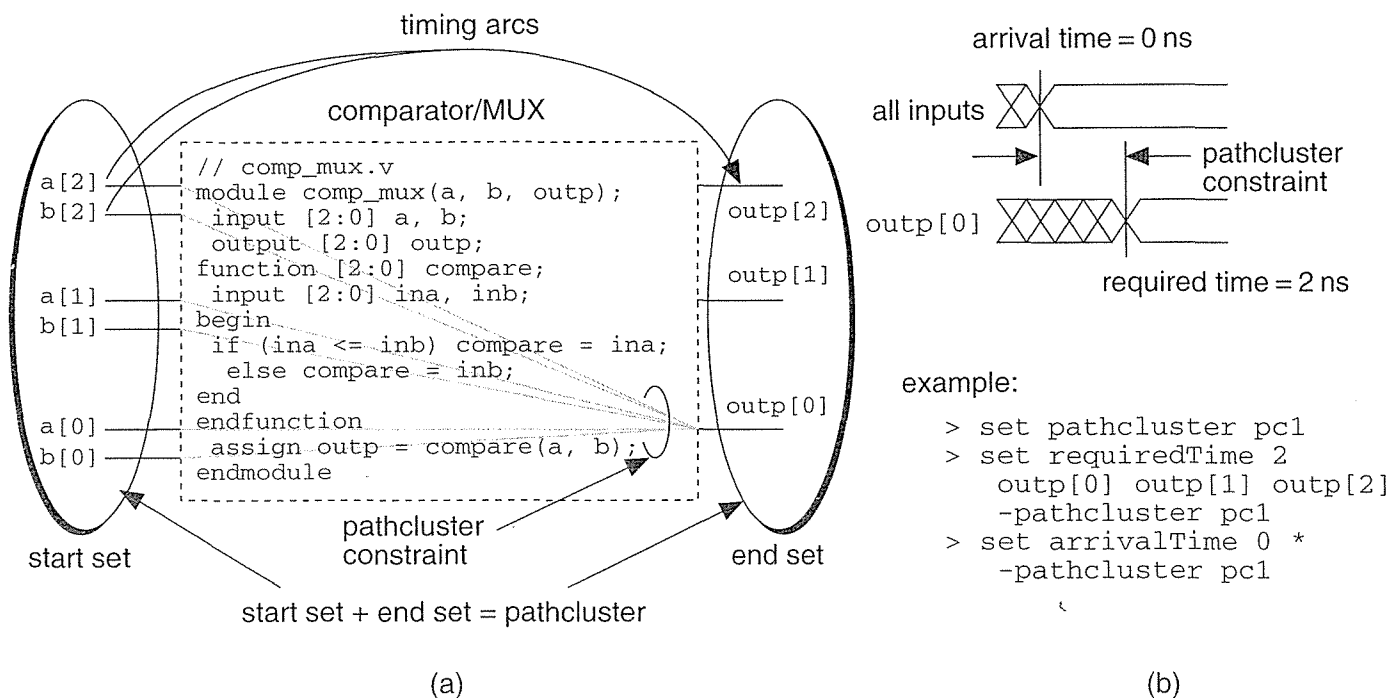 timing arcs
comparator/MUX
a[2]
b[2]
a[1]
b[1]
a[0]
b[0]
// comp_mux.v
module comp_mux(a, b, outp);
input [2:0] a, b;
output [2:0] outp;
function [2:0] compare;
input [2:0] ina, inb;
begin
if (ina <= inb) compare = ina;
else compare = inb;
end
endfunction
assign outp = compare(a, b);
endmodule
outp[2]
outp[1]
outp[0]
start set
pathcluster
constraint
end set
start set + end set = pathcluster
(a)
arrival time = 0 ns
all inputs
pathcluster
constraint
outp[0]
required time = 2 ns
example:
> set pathcluster pc1
> set requiredTime 2
outp[0] outp[1] outp[2]
-pathcluster pc1
> set arrivalTime 0 *
-pathcluster pc1
(b)